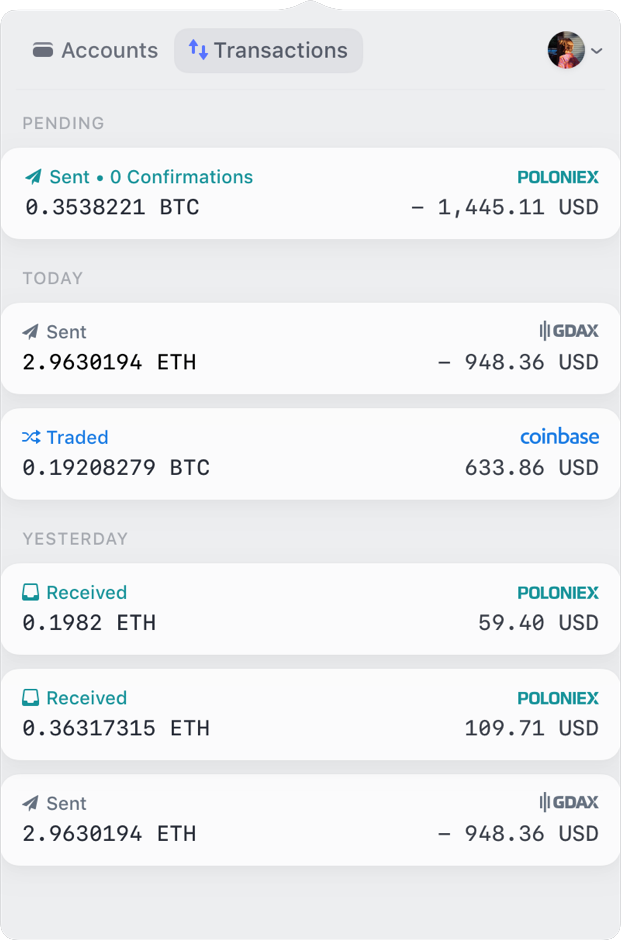 Accounts Transactions
PENDING
Sent • 0 Confirmations POLONIEX
0.3538221 BTC – 1,445.11 USD
TODAY
Sent GDAX
2.9630194 ETH – 948.36 USD
Traded coinbase
0.19208279 BTC 633.86 USD
YESTERDAY
Received POLONIEX
0.1982 ETH 59.40 USD
Received POLONIEX
0.36317315 ETH 109.71 USD
Sent GDAX
2.9630194 ETH – 948.36 USD